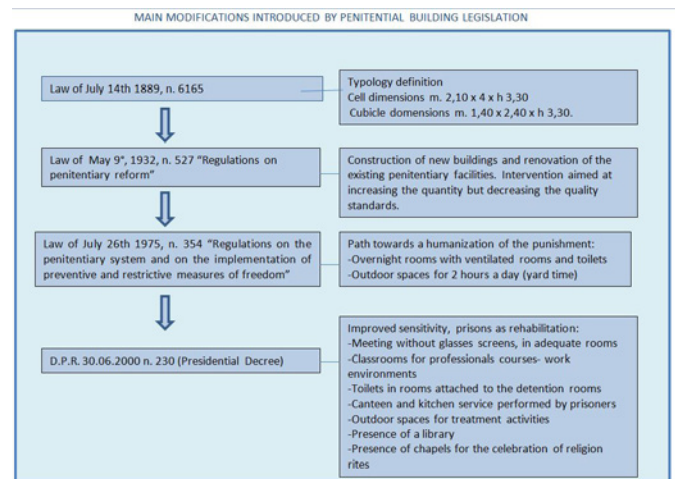 MAIN MODIFICATIONS INTRODUCED BY PENITENTIAL BUILDING LEGISLATION
Law of July 14th 1889, n. 6165
Typology definition
Cell dimensions m. 2,10 x 4 x h 3,30
Cubicle domensions m. 1,40 x 2,40 x h 3,30.
Law of May 9°, 1932, n. 527 “Regulations on
penitentiary reform”
Construction of new buildings and renovation of the
existing penitentiary facilities. Intervention aimed at
increasing the quantity but decreasing the quality
standards.
Law of July 26th 1975, n. 354 “Regulations on the
penitentiary system and on the implementation of
preventive and restrictive measures of freedom”
Path towards a humanization of the punishment:
-Overnight rooms with ventilated rooms and toilets
-Outdoor spaces for 2 hours a day (yard time)
D.P.R. 30.06.2000 n. 230 (Presidential Decree)
Improved sensitivity, prisons as rehabilitation:
-Meeting without glasses screens, in adequate rooms
-Classrooms for professionals courses- work
environments
-Toilets in rooms attached to the detention rooms
-Canteen and kitchen service performed by prisoners
-Outdoor spaces for treatment activities
-Presence of a library
-Presence of chapels for the celebration of religion
rites